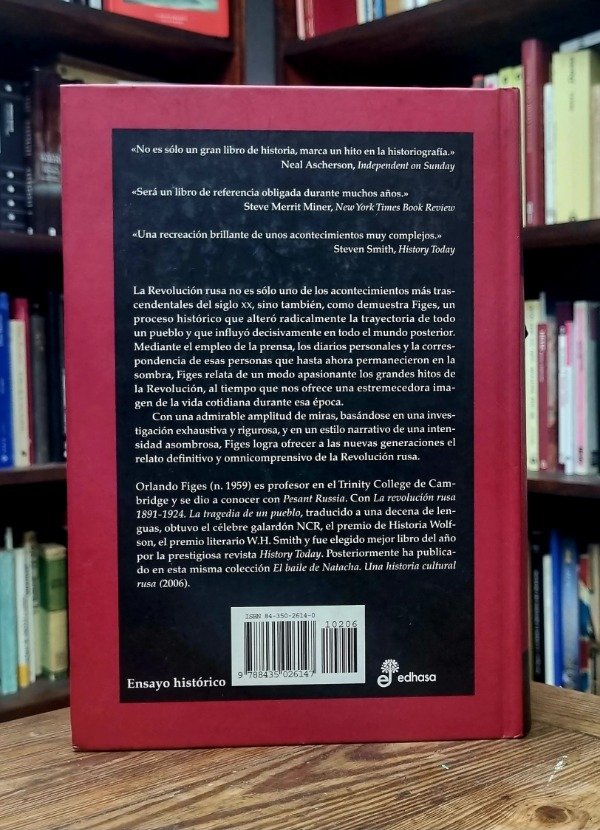 «No es sólo un gran libro de historia, marca un hito en la historiografía.»
Neal Ascherson, Independent on Sunday
«Será un libro de referencia obligada durante muchos años.»
Steve Merrit Miner, New York Times Book Review
«Una recreación brillante de unos acontecimientos muy complejos.»
Steven Smith, History Today
La Revolución rusa no es sólo uno de los acontecimientos más tras-
cendentales del siglo XX, sino también, como demuestra Figes, un
proceso histórico que alteró radicalmente la trayectoria de todo
un pueblo y que influyó decisivamente en todo el mundo posterior.
Mediante el empleo de la prensa, los diarios personales y la corres-
pondencia de esas personas que hasta ahora permanecieron en la
sombra, Figes relata de un modo apasionante los grandes hitos de
la Revolución, al tiempo que nos ofrece una estremecedora ima-
gen de la vida cotidiana durante esa época.
Con una admirable amplitud de miras, basándose en una inves-
tigación exhaustiva y rigurosa, y en un estilo narrativo de una inten-
sidad asombrosa, Figes logra ofrecer a las nuevas generaciones el
relato definitivo y omnicomprensivo de la Revolución rusa.
Orlando Figes (n. 1959) es profesor en el Trinity College de Cam-
bridge y se dio a conocer con Pesant Russia. Con La revolución rusa
1891-1924. La tragedia de un pueblo, traducido a una decena de len-
guas, obtuvo el célebre galardón NCR, el premio de Historia Wolf-
son, el premio literario W.H. Smith y fue elegido mejor libro del año
por la prestigiosa revista History Today. Posteriormente ha publica-
do en esta misma colección El baile de Natacha. Una historia cultural
rusa (2006).
ISBN 84-350-2614-0
10206
9 788435 026147
Ensayo histórico
edhasa